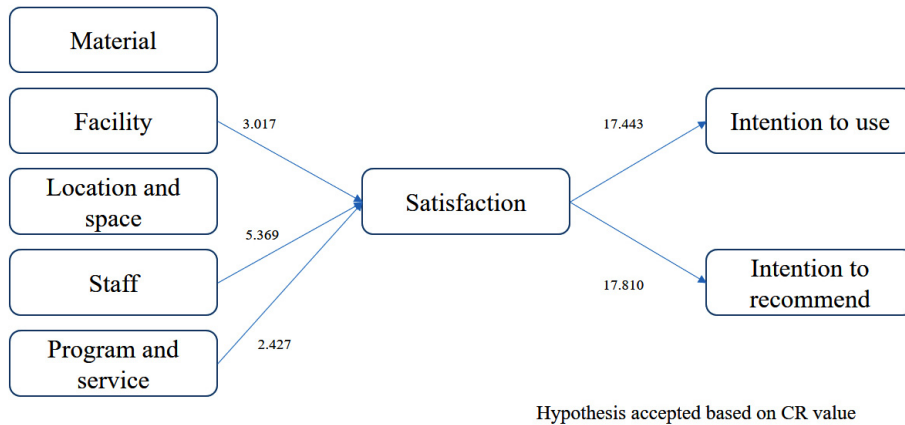 Material
Facility
3.017
17.443
Intention to use
Location and
space
Satisfaction
5.369
Staff
17.810
Intention to
recommend
Program and
service
2.427
Hypothesis accepted based on CR value